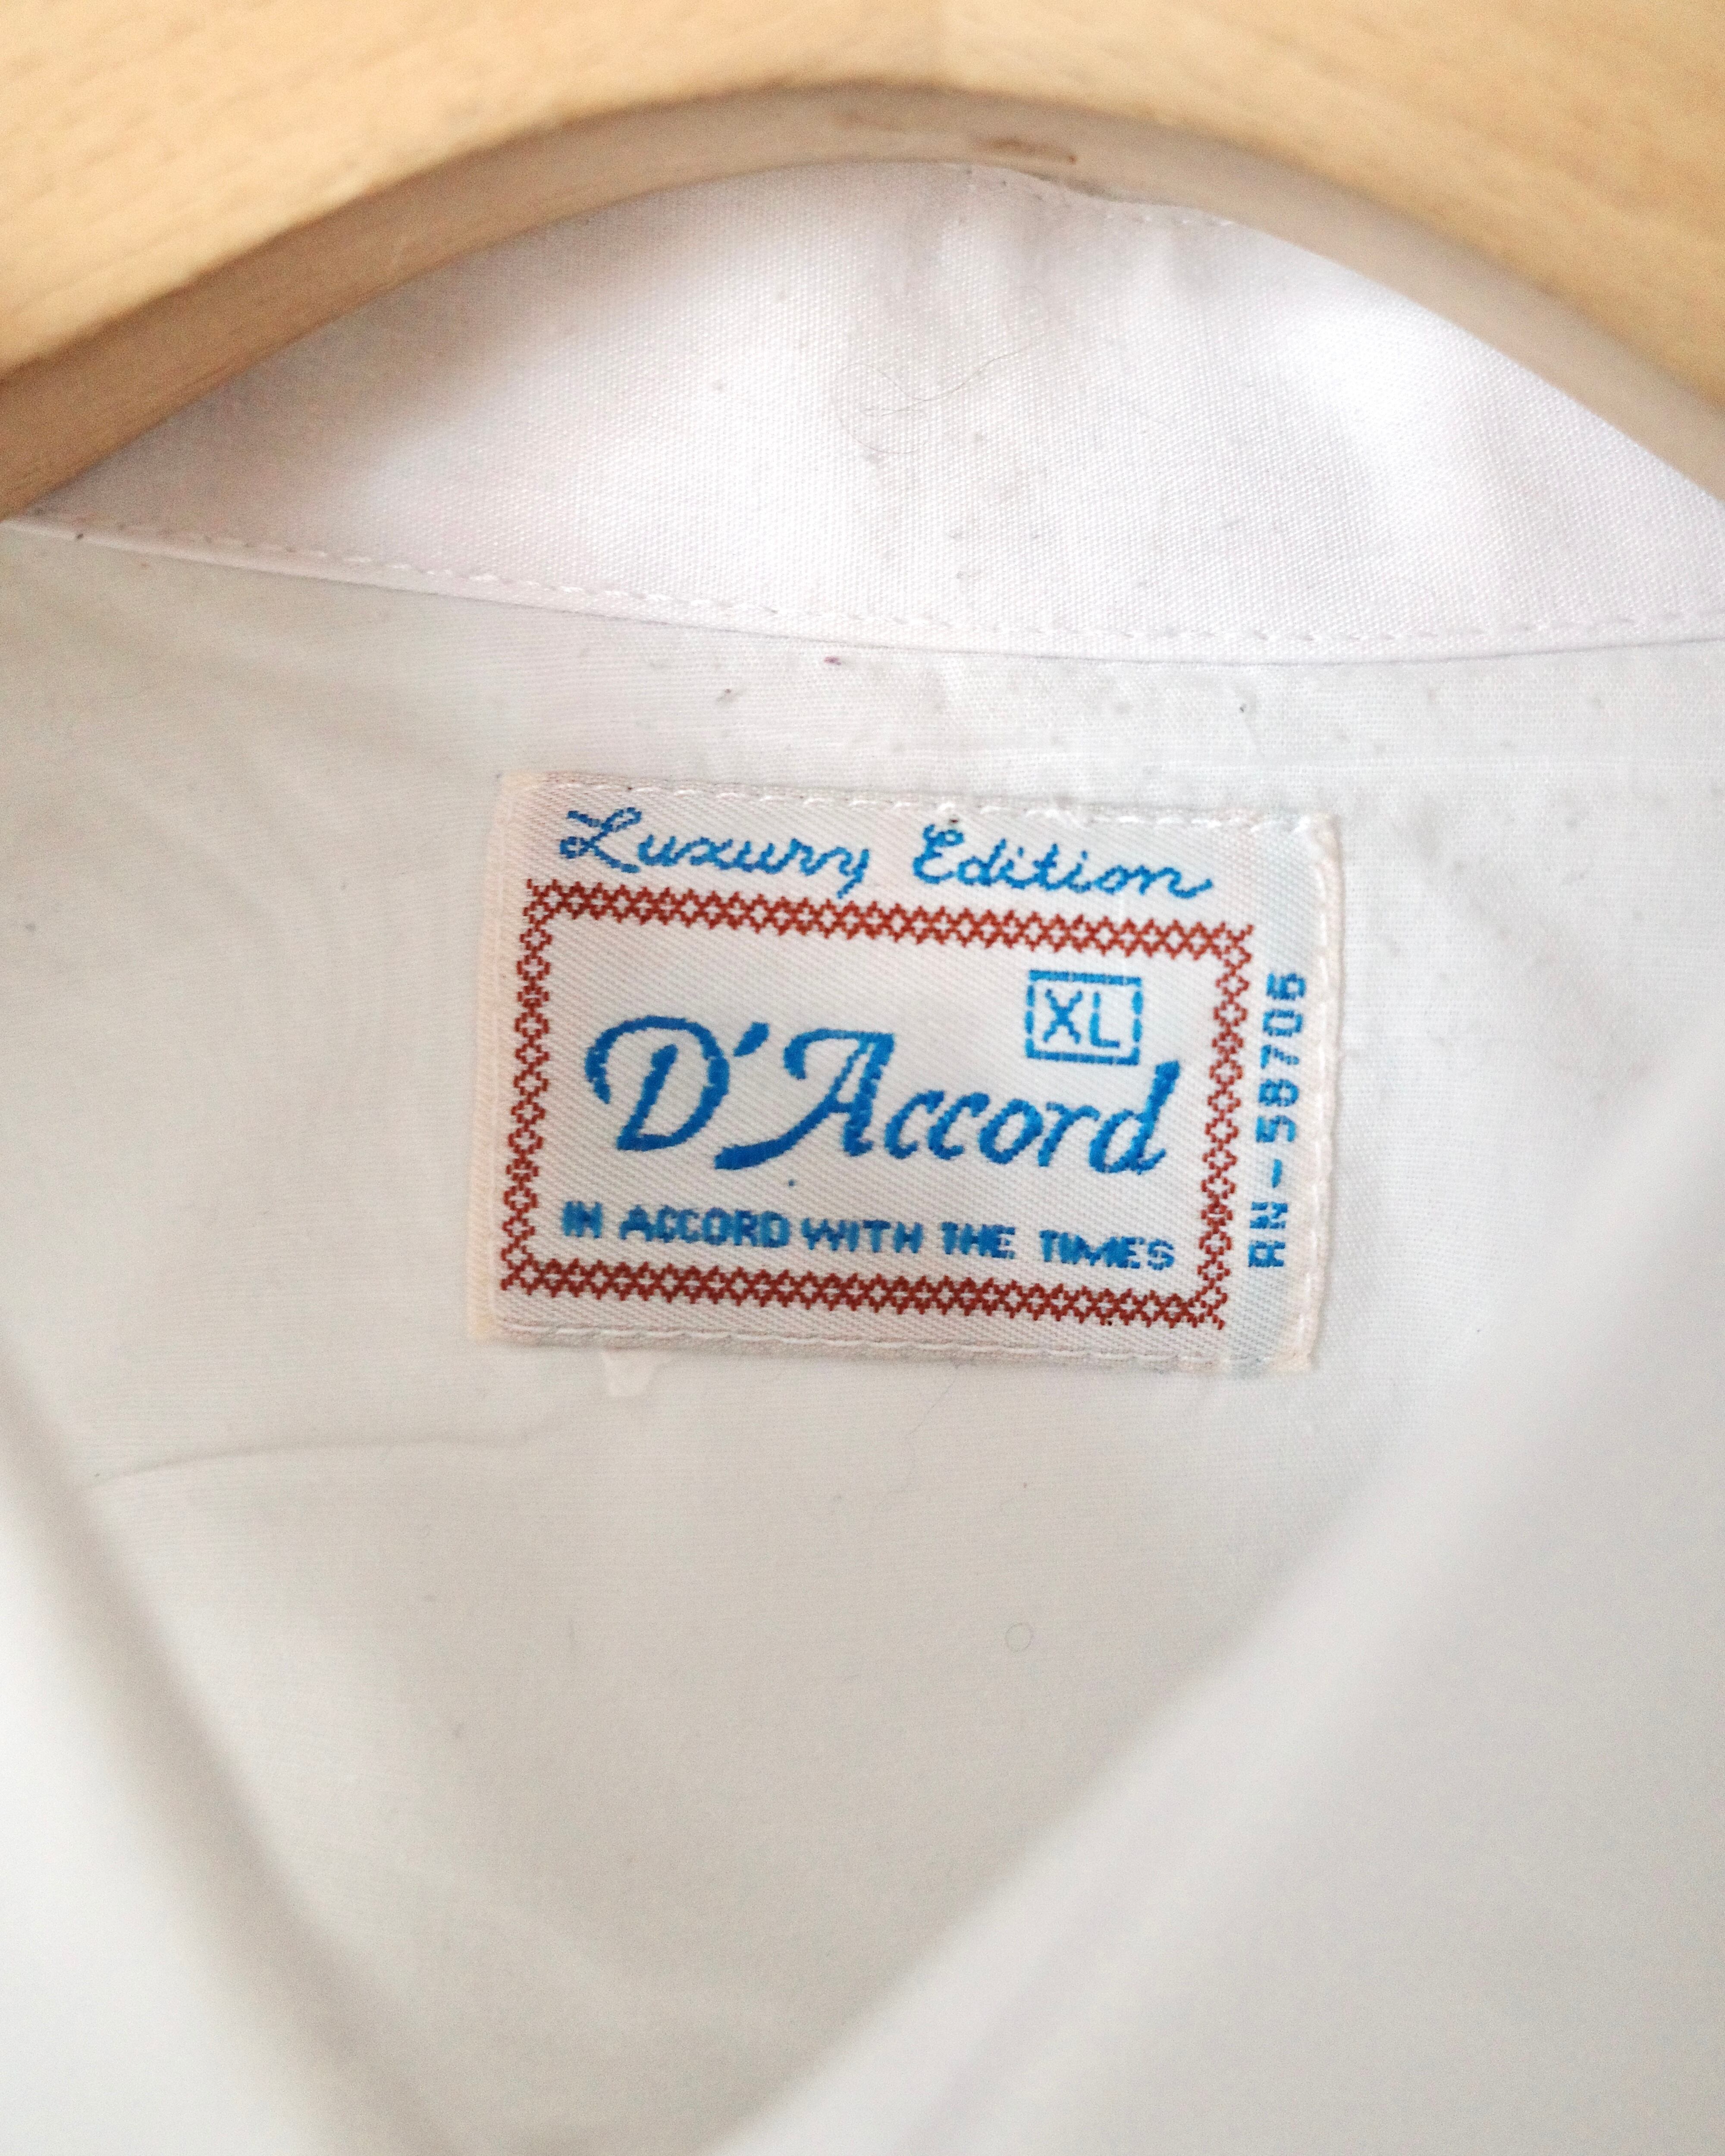 Luxury Edition
XL
D'Accord
IN ACCORD WITH THE TIMES
RN-58706